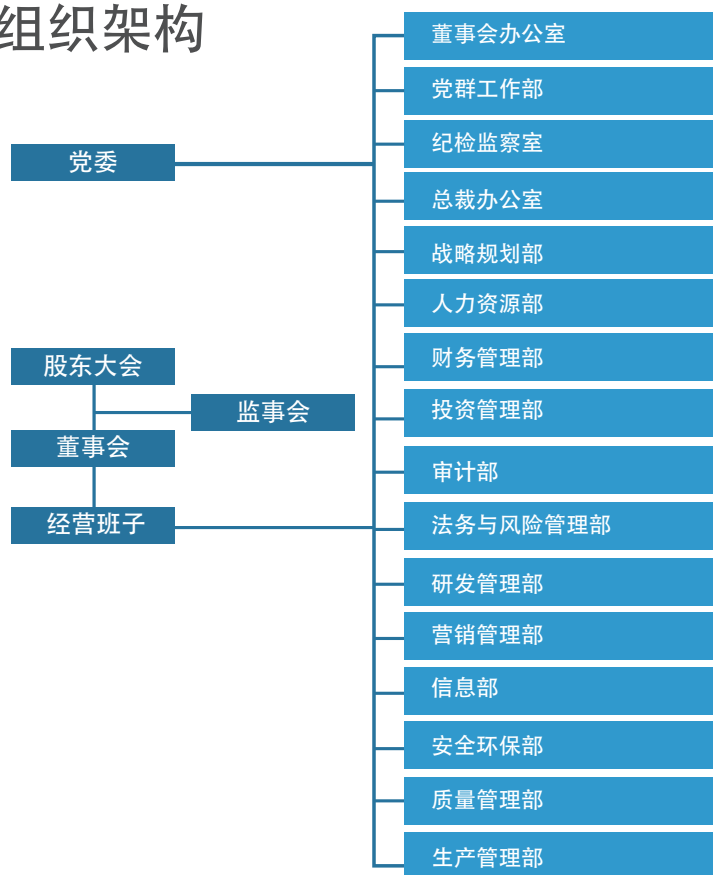 组织架构
党委
股东大会
监事会
董事会
经营班子
董事会办公室
党群工作部
纪检监察室
总裁办公室
战略规划部
人力资源部
财务管理部
投资管理部
审计部
法务与风险管理部
研发管理部
营销管理部
信息部
安全环保部
质量管理部
生产管理部